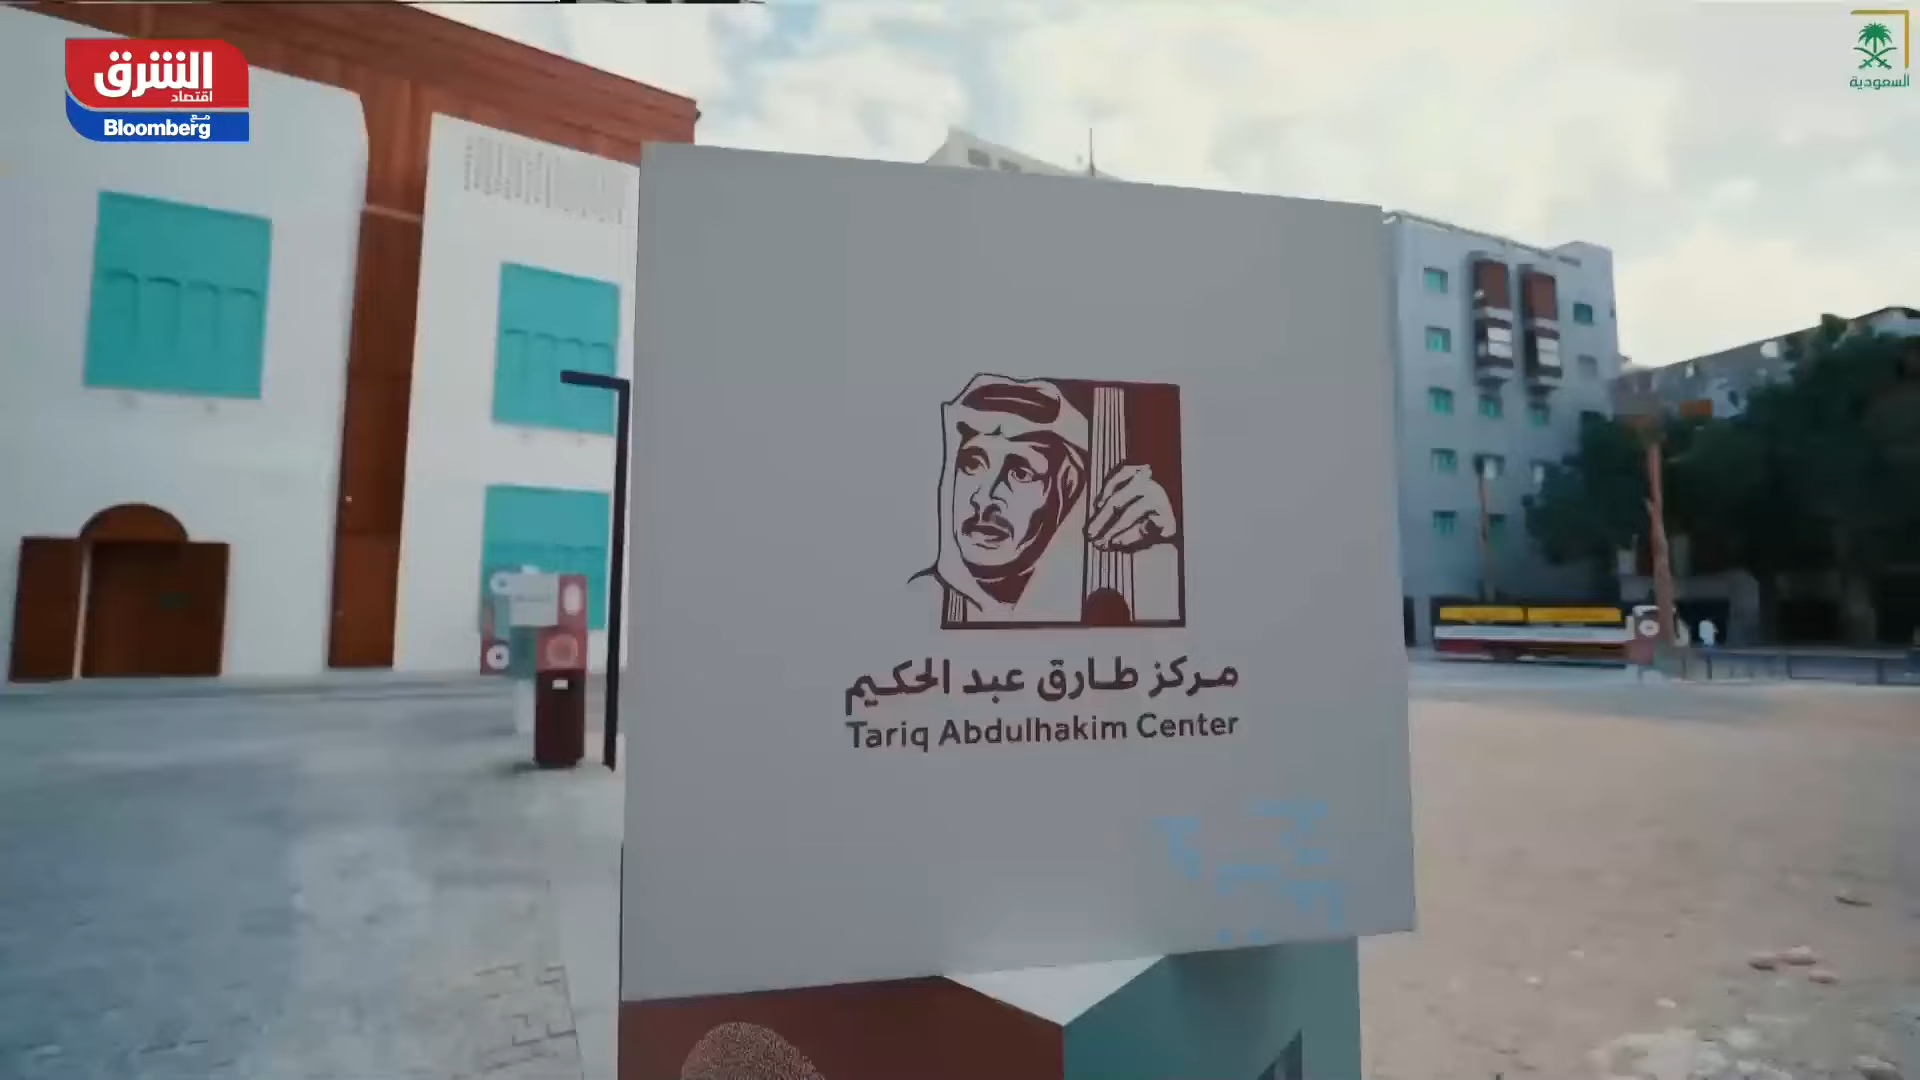 الشرق
اقتصاد
مع
Bloomberg
السعودية
مركز طارق عبد الحكيم
Tariq Abdulhakim Center